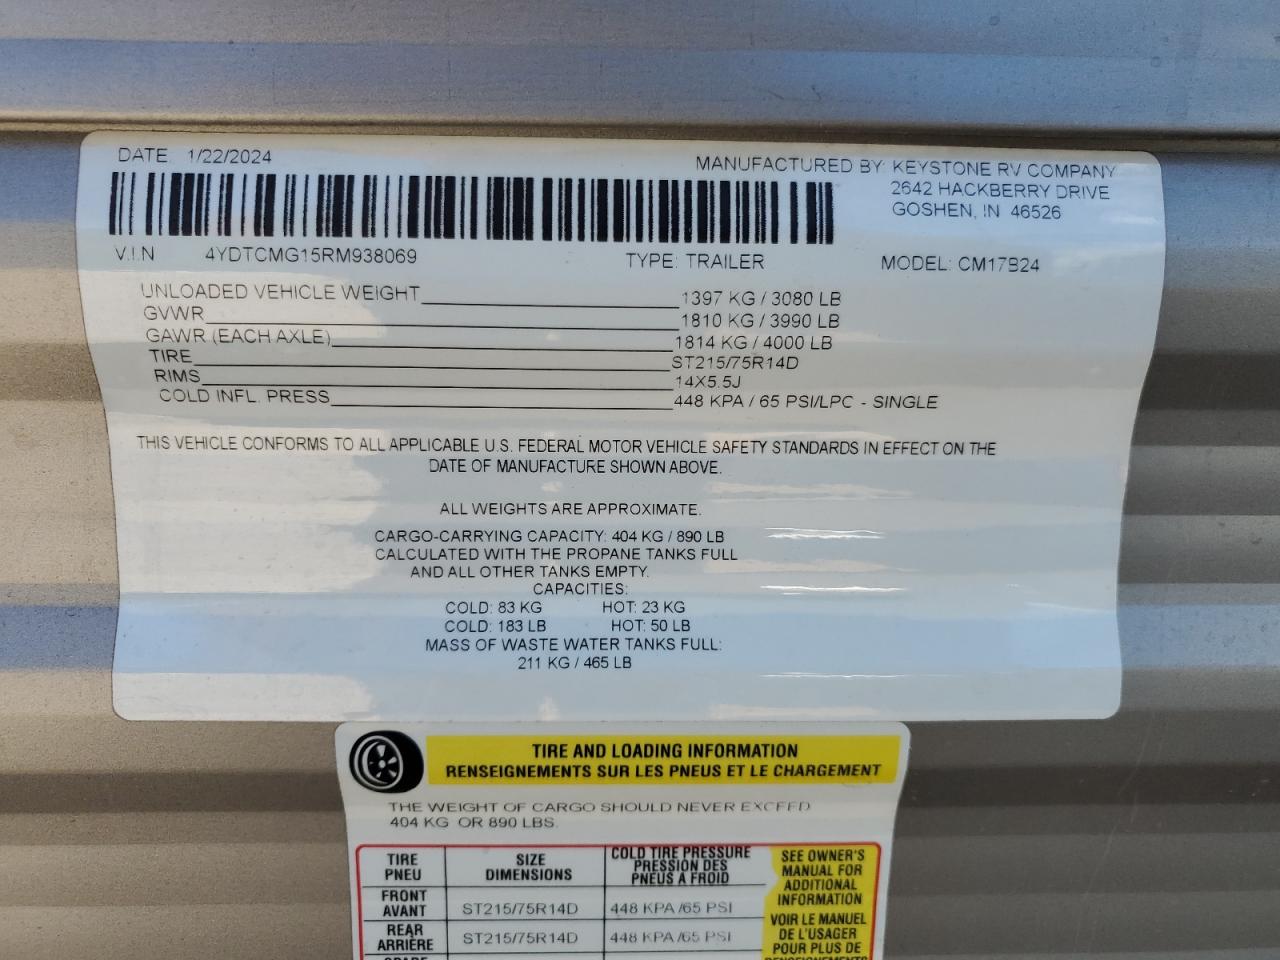 DATE: 1/22/2024
MANUFACTURED BY: KEYSTONE RV COMPANY
2642 HACKBERRY DRIVE
GOSHEN, IN 46526
V.I.N 4YDTCMG15RM938069 TYPE: TRAILER MODEL: CM17B24
UNLOADED VEHICLE WEIGHT 1397 KG / 3080 LB
GVWR 1810 KG / 3990 LB
GAWR (EACH AXLE) 1814 KG / 4000 LB
TIRE ST215/75R14D
RIMS 14X5.5J
COLD INFL. PRESS 448 KPA / 65 PSI/LPC - SINGLE
THIS VEHICLE CONFORMS TO ALL APPLICABLE U.S. FEDERAL MOTOR VEHICLE SAFETY STANDARDS IN EFFECT ON THE
DATE OF MANUFACTURE SHOWN ABOVE.
ALL WEIGHTS ARE APPROXIMATE.
CARGO-CARRYING CAPACITY: 404 KG / 890 LB
CALCULATED WITH THE PROPANE TANKS FULL
AND ALL OTHER TANKS EMPTY.
CAPACITIES:
COLD: 83 KG HOT: 23 KG
COLD: 183 LB HOT: 50 LB
MASS OF WASTE WATER TANKS FULL:
211 KG / 465 LB
TIRE AND LOADING INFORMATION
RENSEIGNEMENTS SUR LES PNEUS ET LE CHARGEMENT
THE WEIGHT OF CARGO SHOULD NEVER EXCEED
404 KG OR 890 LBS.
TIRE
PNEU
SIZE
DIMENSIONS
COLD TIRE PRESSURE
PRESSION DES
PNEUS A FROID
FRONT
AVANT
ST215/75R14D
448 KPA /65 PSI
REAR
ARRIÈRE
ST215/75R14D
448 KPA /65 PSI
SEE OWNER'S
MANUAL FOR
ADDITIONAL
INFORMATION
VOIR LE MANUEL
DE L'USAGER
POUR PLUS DE